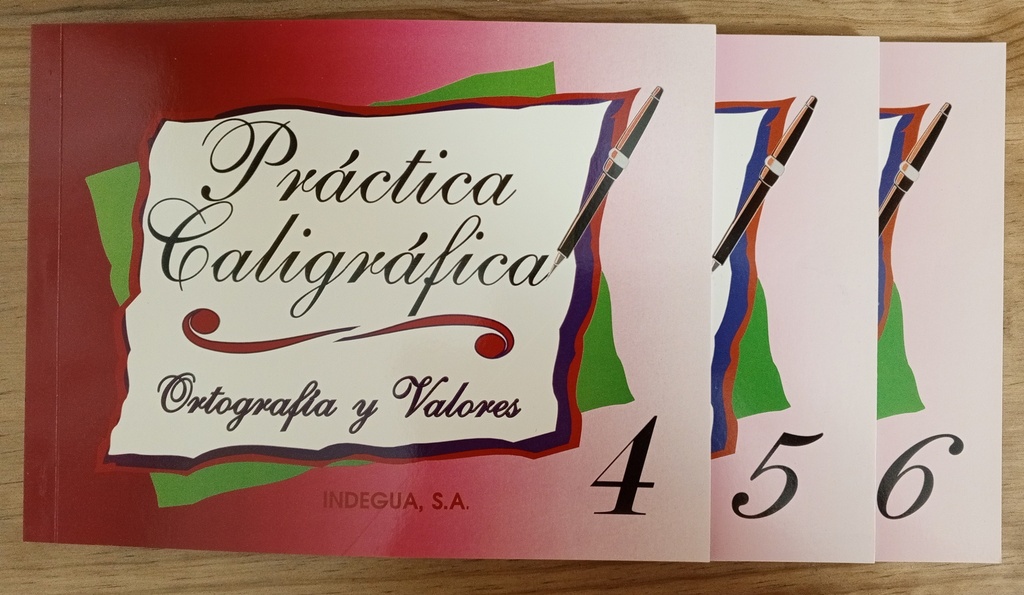 Práctica
Caligráfica
Ortografía y Valores
INDEGUA, S.A.
4
5
6